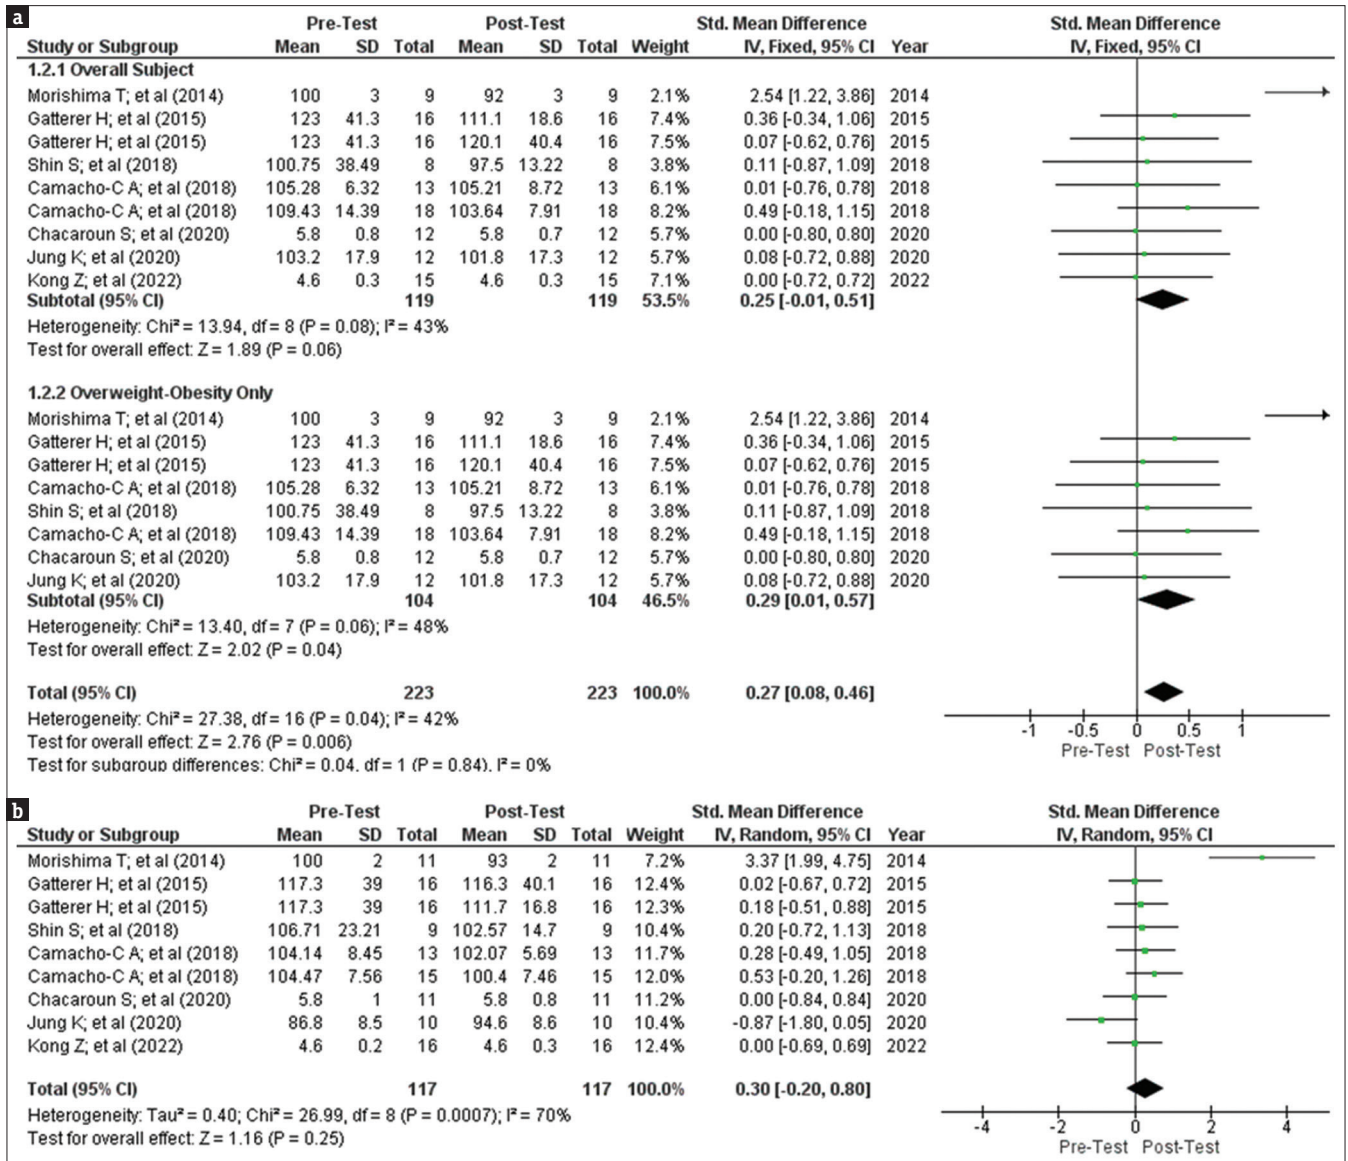 a
Pre-Test Post-Test Std. Mean Difference Std. Mean Difference
Study or Subgroup Mean SD Total Mean SD Total Weight IV, Fixed, 95% CI Year IV, Fixed, 95% CI
1.2.1 Overall Subject
Morishima T; et al (2014) 100 3 9 92 3 9 2.1% 2.54 [1.22, 3.86] 2014
Gatterer H; et al (2015) 123 41.3 16 111.1 18.6 16 7.4% 0.36 [-0.34, 1.06] 2015
Gatterer H; et al (2015) 123 41.3 16 120.1 40.4 16 7.5% 0.07 [-0.62, 0.76] 2015
Shin S; et al (2018) 100.75 38.49 8 97.5 13.22 8 3.8% 0.11 [-0.87, 1.09] 2018
Camacho-C A; et al (2018) 105.28 6.32 13 105.21 8.72 13 6.1% 0.01 [-0.76, 0.78] 2018
Camacho-C A; et al (2018) 109.43 14.39 18 103.64 7.91 18 8.2% 0.49 [-0.18, 1.15] 2018
Chacaroun S; et al (2020) 5.8 0.8 12 5.8 0.7 12 5.7% 0.00 [-0.80, 0.80] 2020
Jung K; et al (2020) 103.2 17.9 12 101.8 17.3 12 5.7% 0.08 [-0.72, 0.88] 2020
Kong Z; et al (2022) 4.6 0.3 15 4.6 0.3 15 7.1% 0.00 [-0.72, 0.72] 2022
Subtotal (95% CI) 119 119 53.5% 0.25 [-0.01, 0.51]
Heterogeneity: Chi² = 13.94, df = 8 (P = 0.08); I² = 43%
Test for overall effect: Z = 1.89 (P = 0.06)
1.2.2 Overweight-Obesity Only
Morishima T; et al (2014) 100 3 9 92 3 9 2.1% 2.54 [1.22, 3.86] 2014
Gatterer H; et al (2015) 123 41.3 16 111.1 18.6 16 7.4% 0.36 [-0.34, 1.06] 2015
Gatterer H; et al (2015) 123 41.3 16 120.1 40.4 16 7.5% 0.07 [-0.62, 0.76] 2015
Camacho-C A; et al (2018) 105.28 6.32 13 105.21 8.72 13 6.1% 0.01 [-0.76, 0.78] 2018
Shin S; et al (2018) 100.75 38.49 8 97.5 13.22 8 3.8% 0.11 [-0.87, 1.09] 2018
Camacho-C A; et al (2018) 109.43 14.39 18 103.64 7.91 18 8.2% 0.49 [-0.18, 1.15] 2018
Chacaroun S; et al (2020) 5.8 0.8 12 5.8 0.7 12 5.7% 0.00 [-0.80, 0.80] 2020
Jung K; et al (2020) 103.2 17.9 12 101.8 17.3 12 5.7% 0.08 [-0.72, 0.88] 2020
Subtotal (95% CI) 104 104 46.5% 0.29 [0.01, 0.57]
Heterogeneity: Chi² = 13.40, df = 7 (P = 0.06); I² = 48%
Test for overall effect: Z = 2.02 (P = 0.04)
Total (95% CI) 223 223 100.0% 0.27 [0.08, 0.46]
Heterogeneity: Chi² = 27.38, df = 16 (P = 0.04); I² = 42%
Test for overall effect: Z = 2.76 (P = 0.006)
Test for subgroup differences: Chi² = 0.04, df = 1 (P = 0.84), I² = 0%
-1 -0.5 0 0.5 1
Pre-Test Post-Test
b
Pre-Test Post-Test Std. Mean Difference Std. Mean Difference
Study or Subgroup Mean SD Total Mean SD Total Weight IV, Random, 95% CI Year IV, Random, 95% CI
Morishima T; et al (2014) 100 2 11 93 2 11 7.2% 3.37 [1.99, 4.75] 2014
Gatterer H; et al (2015) 117.3 39 16 116.3 40.1 16 12.4% 0.02 [-0.67, 0.72] 2015
Gatterer H; et al (2015) 117.3 39 16 111.7 16.8 16 12.3% 0.18 [-0.51, 0.88] 2015
Shin S; et al (2018) 106.71 23.21 9 102.57 14.7 9 10.4% 0.20 [-0.72, 1.13] 2018
Camacho-C A; et al (2018) 104.14 8.45 13 102.07 5.69 13 11.7% 0.28 [-0.49, 1.05] 2018
Camacho-C A; et al (2018) 104.47 7.56 15 100.4 7.46 15 12.0% 0.53 [-0.20, 1.26] 2018
Chacaroun S; et al (2020) 5.8 1 11 5.8 0.8 11 11.2% 0.00 [-0.84, 0.84] 2020
Jung K; et al (2020) 86.8 8.5 10 94.6 8.6 10 10.4% -0.87 [-1.80, 0.05] 2020
Kong Z; et al (2022) 4.6 0.2 16 4.6 0.3 16 12.4% 0.00 [-0.69, 0.69] 2022
Total (95% CI) 117 117 100.0% 0.30 [-0.20, 0.80]
Heterogeneity: Tau² = 0.40; Chi² = 26.99, df = 8 (P = 0.0007); I² = 70%
Test for overall effect: Z = 1.16 (P = 0.25)
-4 -2 0 2 4
Pre-Test Post-Test